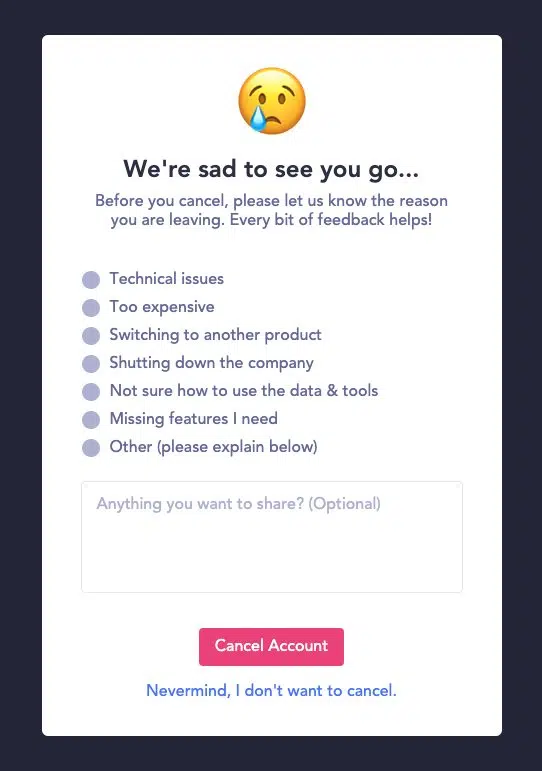 We're sad to see you go...
Before you cancel, please let us know the reason
you are leaving. Every bit of feedback helps!
Technical issues
Too expensive
Switching to another product
Shutting down the company
Not sure how to use the data & tools
Missing features I need
Other (please explain below)
Anything you want to share? (Optional)
Cancel Account
Nevermind, I don't want to cancel.